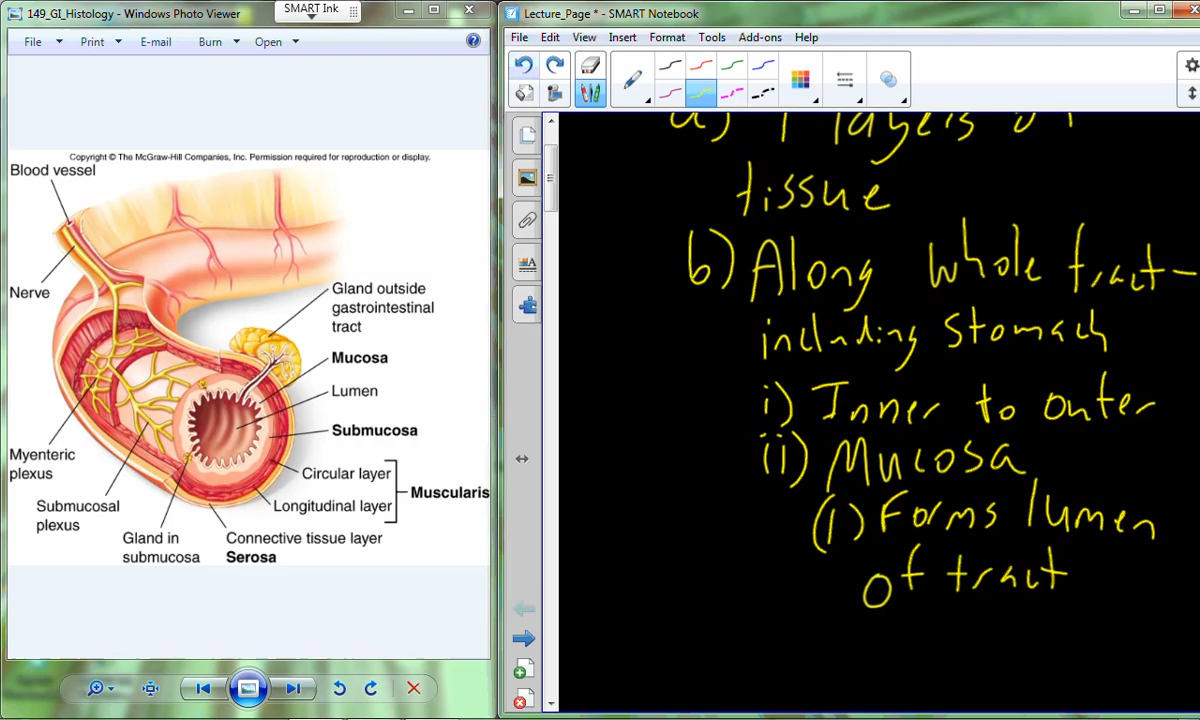 149_GI_Histology - Windows Photo Viewer
SMART Ink
File Print E-mail Burn Open
Copyright © The McGraw-Hill Companies, Inc. Permission required for reproduction or display.
Blood vessel
Nerve
Gland outside
gastrointestinal
tract
Mucosa
Lumen
Submucosa
Circular layer
Muscularis
Longitudinal layer
Myenteric
plexus
Submucosal
plexus
Gland in
submucosa
Connective tissue layer
Serosa
Lecture_Page * - SMART Notebook
File Edit View Insert Format Tools Add-ons Help
a) layers of
tissue
b) Along whole tract-
including stomach
i) Inner to outer
ii) Mucosa
(1) Forms lumen
of tract